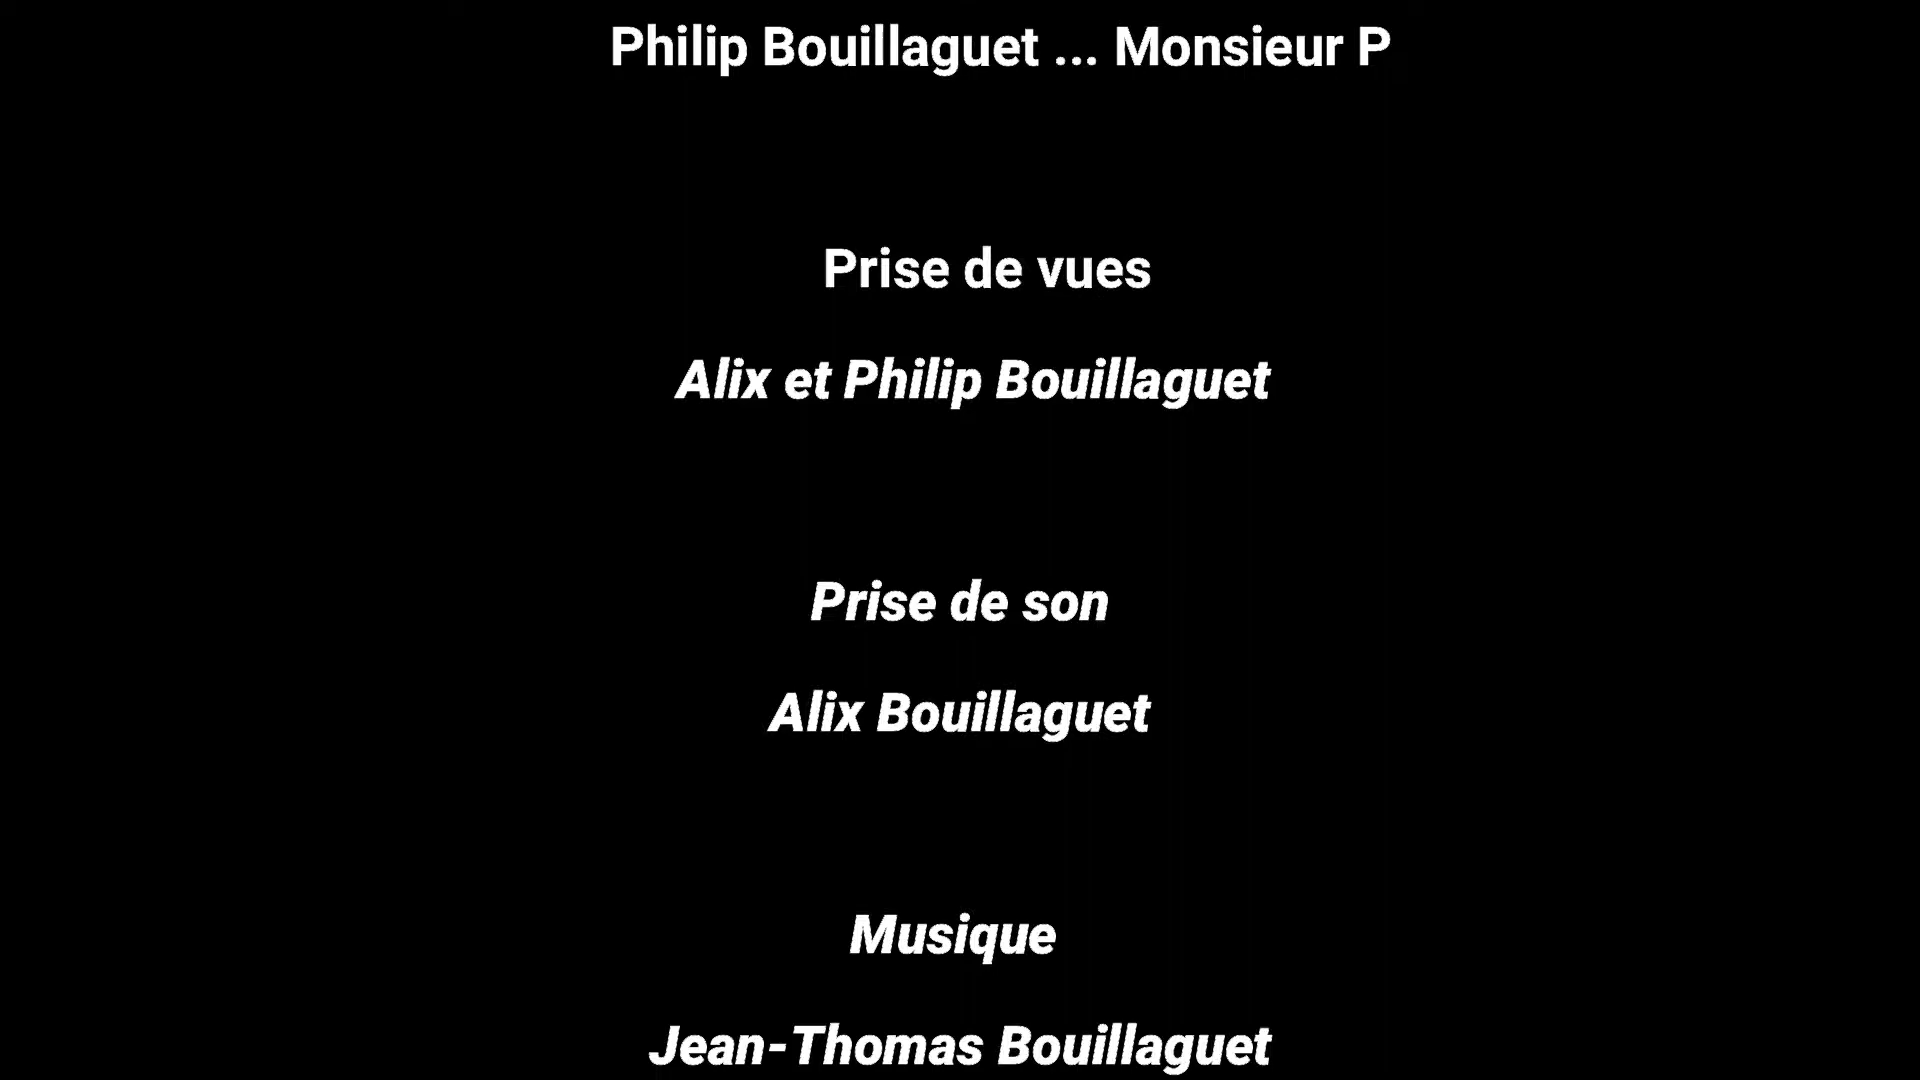 Philip Bouillaguet ... Monsieur P
Prise de vues
Alix et Philip Bouillaguet
Prise de son
Alix Bouillaguet
Musique
Jean-Thomas Bouillaguet